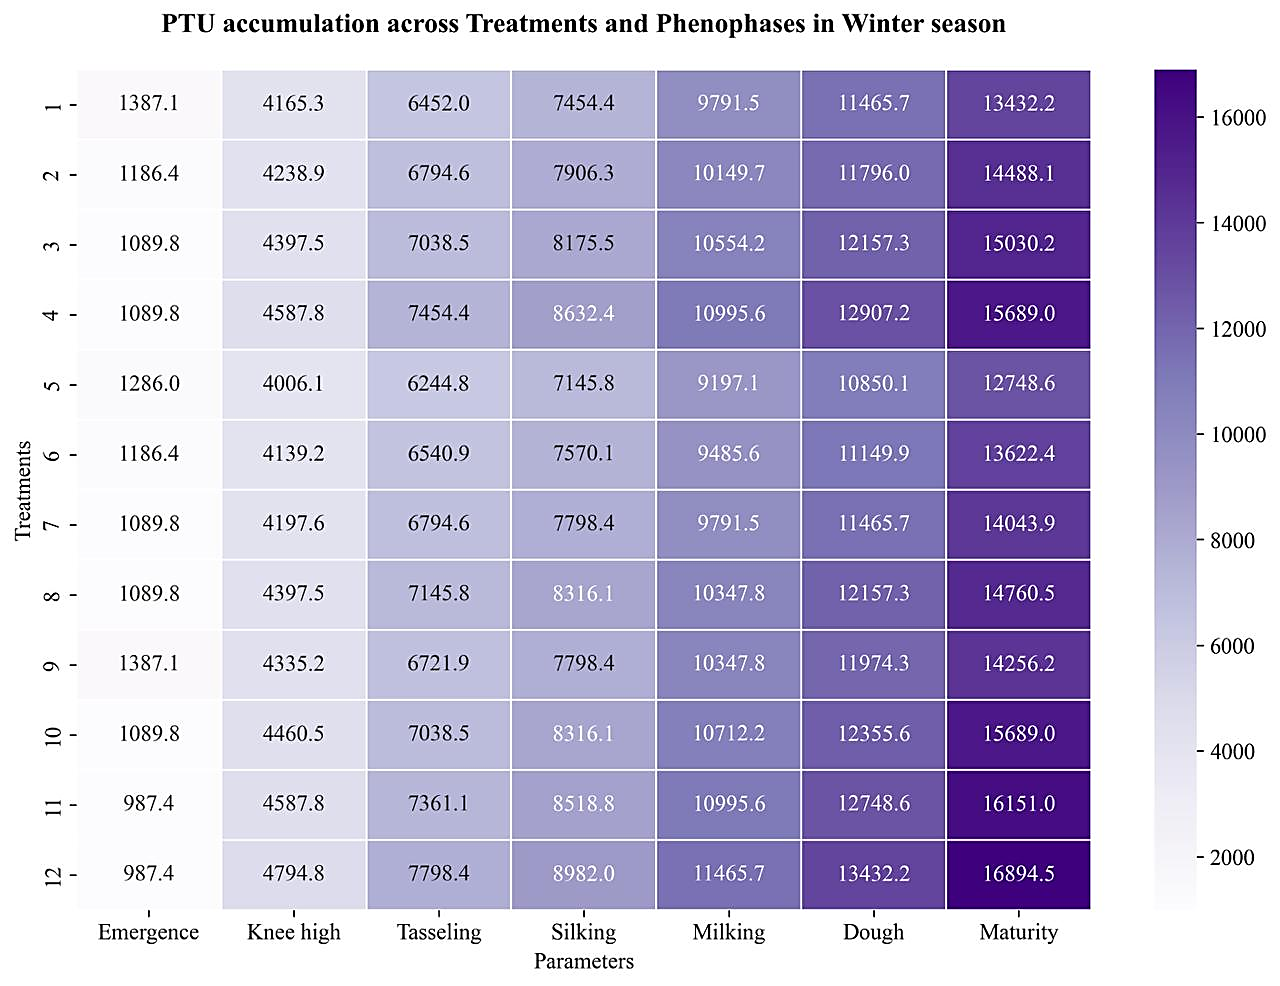 PTU accumulation across Treatments and Phenophases in Winter season
1 1387.1 4165.3 6452.0 7454.4 9791.5 11465.7 13432.2
2 1186.4 4238.9 6794.6 7906.3 10149.7 11796.0 14488.1
3 1089.8 4397.5 7038.5 8175.5 10554.2 12157.3 15030.2
4 1089.8 4587.8 7454.4 8632.4 10995.6 12907.2 15689.0
5 1286.0 4006.1 6244.8 7145.8 9197.1 10850.1 12748.6
6 1186.4 4139.2 6540.9 7570.1 9485.6 11149.9 13622.4
7 1089.8 4197.6 6794.6 7798.4 9791.5 11465.7 14043.9
8 1089.8 4397.5 7145.8 8316.1 10347.8 12157.3 14760.5
9 1387.1 4335.2 6721.9 7798.4 10347.8 11974.3 14256.2
10 1089.8 4460.5 7038.5 8316.1 10712.2 12355.6 15689.0
11 987.4 4587.8 7361.1 8518.8 10995.6 12748.6 16151.0
12 987.4 4794.8 7798.4 8982.0 11465.7 13432.2 16894.5
Treatments
Emergence Knee high Tasseling Silking Milking Dough Maturity
Parameters
16000
14000
12000
10000
8000
6000
4000
2000